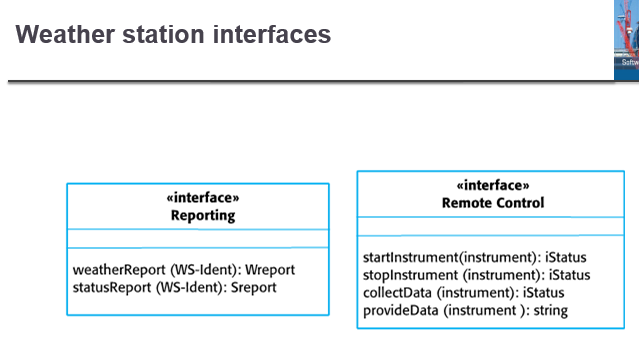 Weather station interfaces
Softw
«interface»
Reporting
weatherReport (WS-Ident): Wreport
statusReport (WS-Ident): Sreport
«interface»
Remote Control
startInstrument(instrument): iStatus
stopInstrument (instrument): iStatus
collectData (instrument): iStatus
provideData (instrument ): string